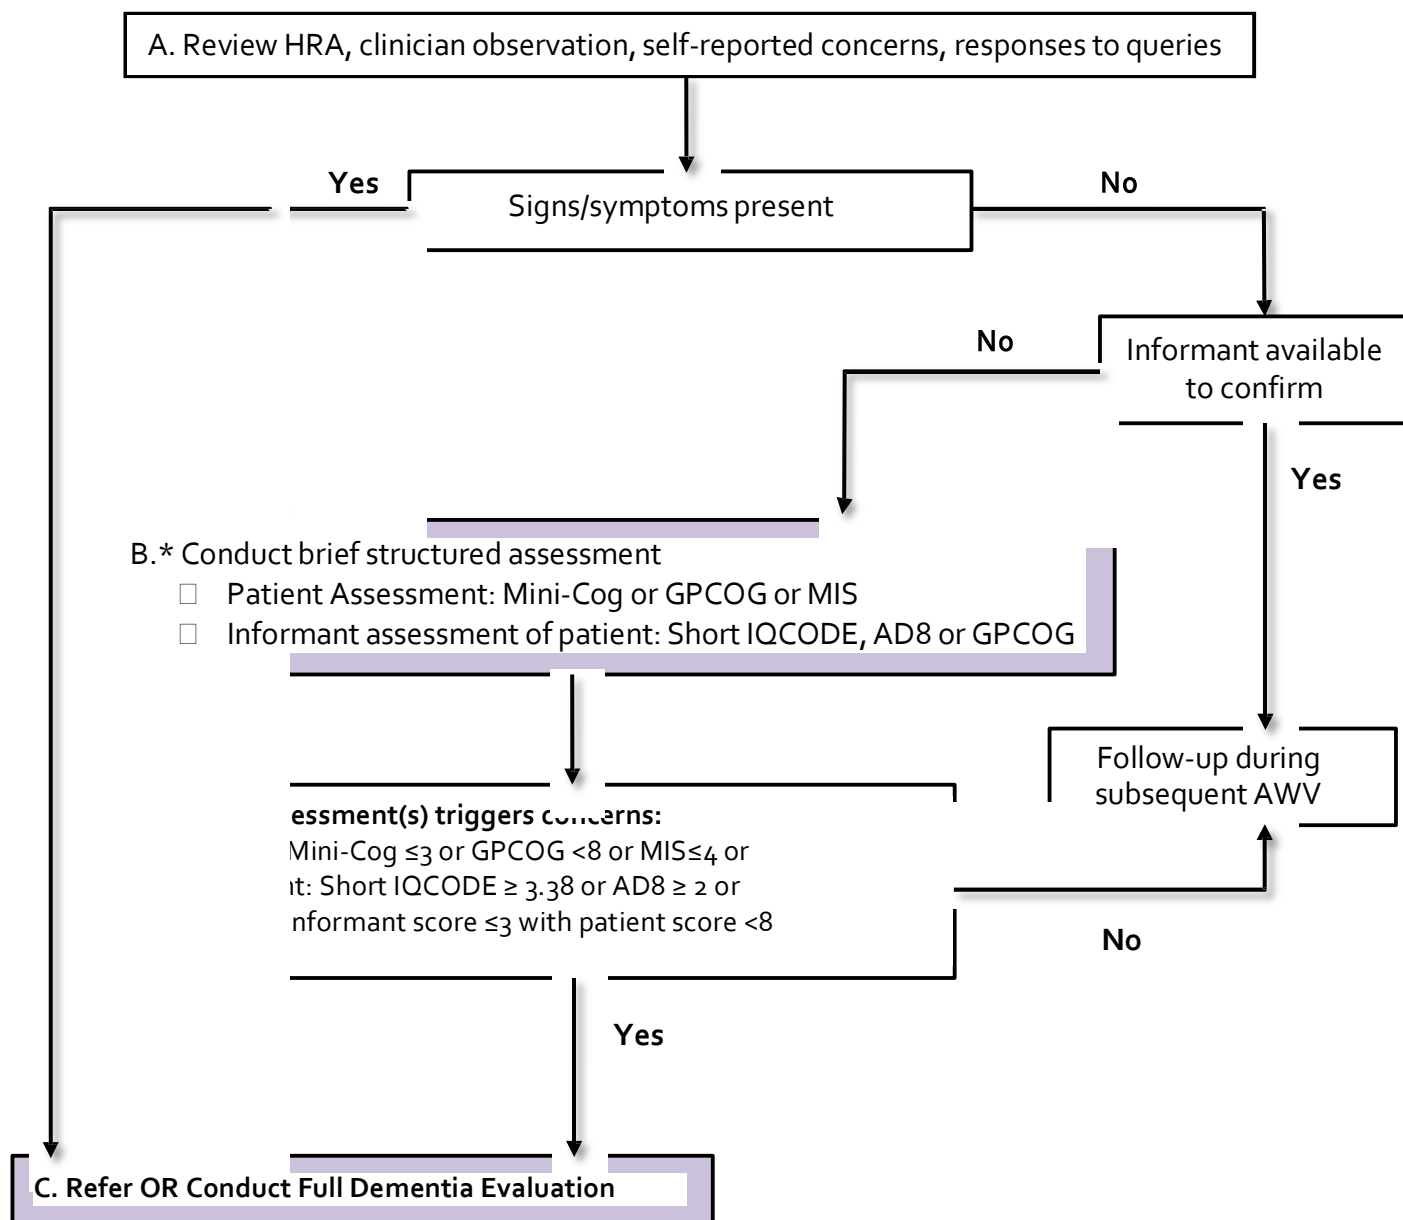 A. Review HRA, clinician observation, self-reported concerns, responses to queries
Yes
No
Signs/symptoms present
No
Informant available
to confirm
Yes
B.* Conduct brief structured assessment
□ Patient Assessment: Mini-Cog or GPCOG or MIS
□ Informant assessment of patient: Short IQCODE, AD8 or GPCOG
Follow-up during
subsequent AWV
essment(s) triggers concerns:
Mini-Cog ≤3 or GPCOG <8 or MIS≤4 or
t: Short IQCODE ≥ 3.38 or AD8 ≥ 2 or
nformant score ≤3 with patient score <8
No
Yes
C. Refer OR Conduct Full Dementia Evaluation